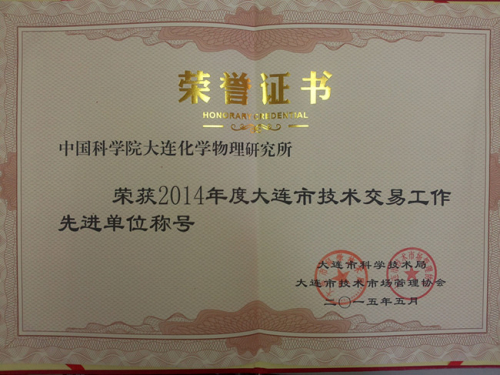 荣誉证书
HONORARY CREDENTIAL
中国科学院大连化学物理研究所
荣获2014年度大连市技术交易工作
先进单位称号
大连市科学技术局
大连市技术市场管理协会
二〇一五年五月